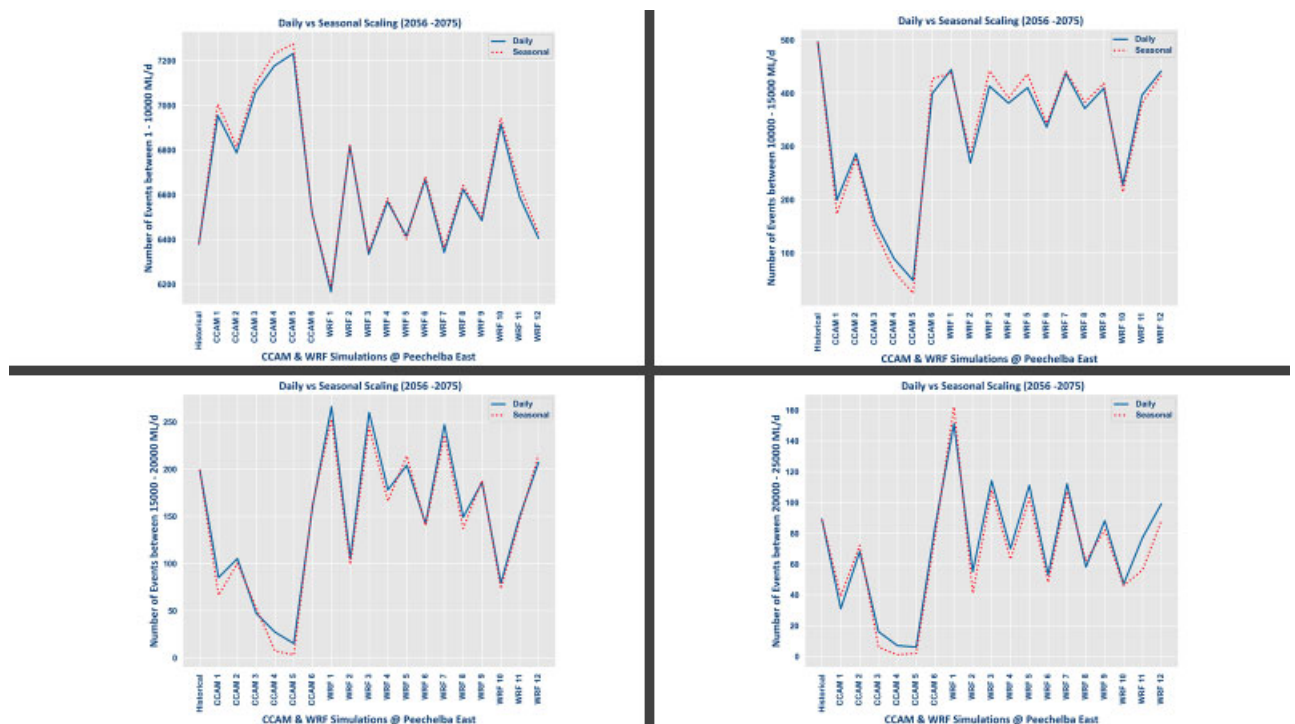 Daily vs Seasonal Scaling (2056 -2075)
Daily
Seasonal
Number of Events between 1 - 10000 ML/d
7200
7000
6800
6600
6400
6200
Historical
CCAM 1
CCAM 2
CCAM 3
CCAM 4
CCAM 5
CCAM 6
WRF 1
WRF 2
WRF 3
WRF 4
WRF 5
WRF 6
WRF 7
WRF 8
WRF 9
WRF 10
WRF 11
WRF 12
CCAM & WRF Simulations @ Peechelba East
Daily vs Seasonal Scaling (2056 -2075)
Daily
Seasonal
Number of Events between 10000 - 15000 ML/d
500
400
300
200
100
Historical
CCAM 1
CCAM 2
CCAM 3
CCAM 4
CCAM 5
CCAM 6
WRF 1
WRF 2
WRF 3
WRF 4
WRF 5
WRF 6
WRF 7
WRF 8
WRF 9
WRF 10
WRF 11
WRF 12
CCAM & WRF Simulations @ Peechelba East
Daily vs Seasonal Scaling (2056 -2075)
Daily
Seasonal
Number of Events between 15000 - 20000 ML/d
250
200
150
100
50
0
Historical
CCAM 1
CCAM 2
CCAM 3
CCAM 4
CCAM 5
CCAM 6
WRF 1
WRF 2
WRF 3
WRF 4
WRF 5
WRF 6
WRF 7
WRF 8
WRF 9
WRF 10
WRF 11
WRF 12
CCAM & WRF Simulations @ Peechelba East
Daily vs Seasonal Scaling (2056 -2075)
Daily
Seasonal
Number of Events between 20000 - 25000 ML/d
160
140
120
100
80
60
40
20
0
Historical
CCAM 1
CCAM 2
CCAM 3
CCAM 4
CCAM 5
CCAM 6
WRF 1
WRF 2
WRF 3
WRF 4
WRF 5
WRF 6
WRF 7
WRF 8
WRF 9
WRF 10
WRF 11
WRF 12
CCAM & WRF Simulations @ Peechelba East